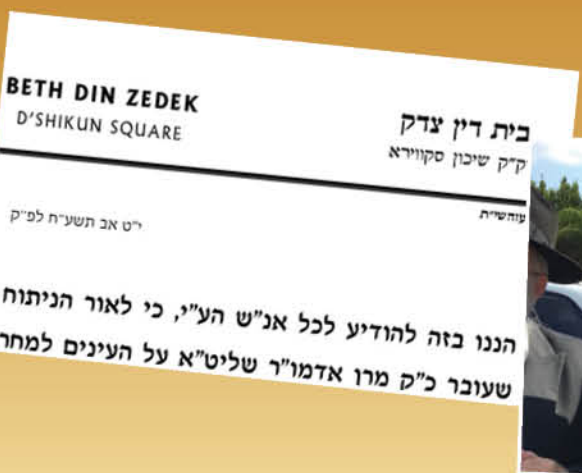 BETH DIN ZEDEK
D'SHIKUN SQUARE
בית דין צדק
ק״ק שיכון סקווירא
עזהשי״ת
י״ט אב תשע״ח לפ״ק
הננו בזה להודיע לכל אנ״ש הע״י, כי לאור הניתוח
שעובר כ״ק מרן אדמו״ר שליט״א על העינים למחר